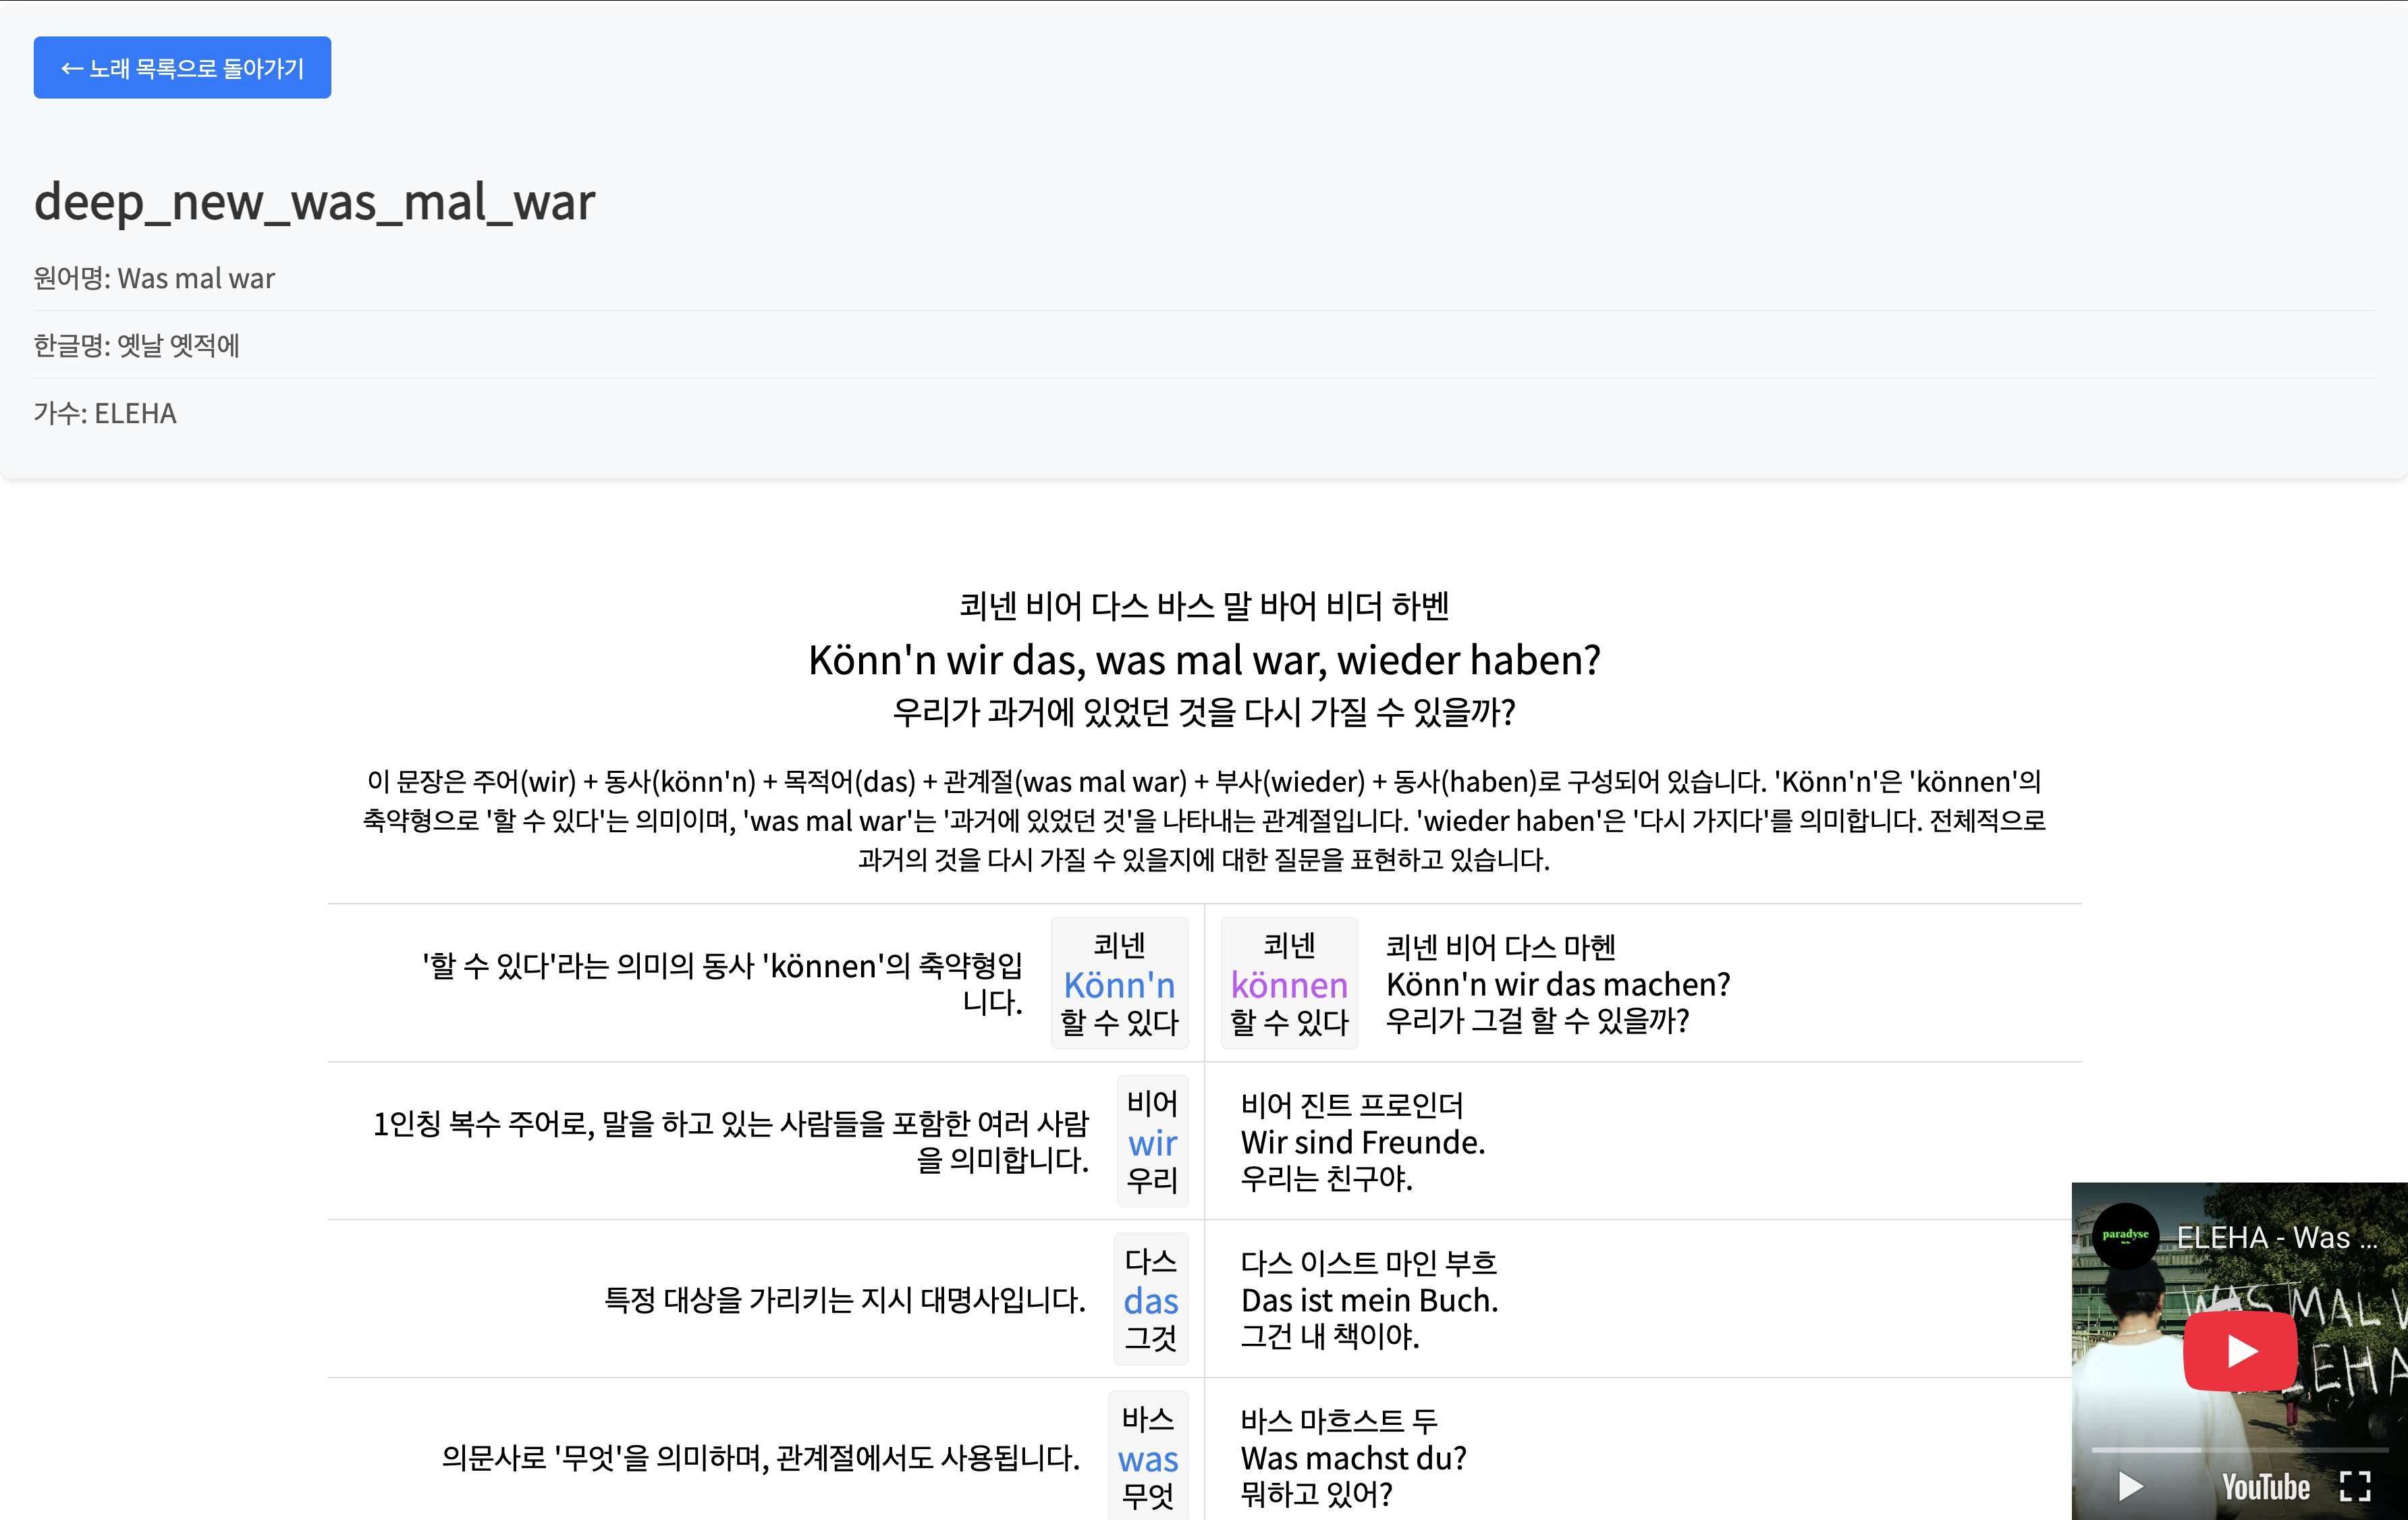 ← 노래 목록으로 돌아가기
deep_new_was_mal_war
원어명: Was mal war
한글명: 옛날 옛적에
가수: ELEHA
쾨넨 비어 다스 바스 말 바어 비더 하벤
Könn'n wir das, was mal war, wieder haben?
우리가 과거에 있었던 것을 다시 가질 수 있을까?
이 문장은 주어(wir) + 동사(könn'n) + 목적어(das) + 관계절(was mal war) + 부사(wieder) + 동사(haben)로 구성되어 있습니다. 'Könn'n'은 'können'의
축약형으로 '할 수 있다'는 의미이며, 'was mal war'는 '과거에 있었던 것'을 나타내는 관계절입니다. 'wieder haben'은 '다시 가지다'를 의미합니다. 전체적으로
과거의 것을 다시 가질 수 있을지에 대한 질문을 표현하고 있습니다.
'할 수 있다'라는 의미의 동사 'können'의 축약형입
니다.
쾨넨
Könn'n
할 수 있다
쾨넨
können
할 수 있다
쾨넨 비어 다스 마헨
Könn'n wir das machen?
우리가 그걸 할 수 있을까?
1인칭 복수 주어로, 말을 하고 있는 사람들을 포함한 여러 사람
을 의미합니다.
비어
wir
우리
비어 진트 프로인더
Wir sind Freunde.
우리는 친구야.
특정 대상을 가리키는 지시 대명사입니다.
다스
das
그것
다스 이스트 마인 부흐
Das ist mein Buch.
그건 내 책이야.
의문사로 '무엇'을 의미하며, 관계절에서도 사용됩니다.
바스
was
무엇
바스 마흐스트 두
Was machst du?
뭐하고 있어?
paradyse
ELEHA - Was ...
WAS MAL W
ELEHA
YouTube